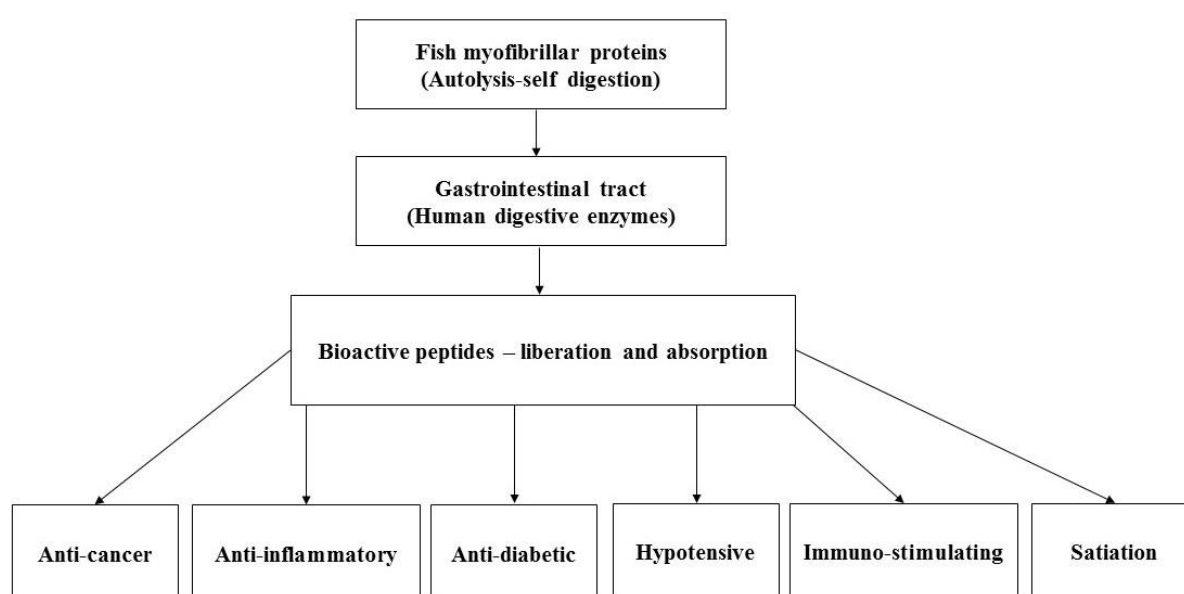 Fish myofibrillar proteins
(Autolysis-self digestion)
Gastrointestinal tract
(Human digestive enzymes)
Bioactive peptides – liberation and absorption
Anti-cancer
Anti-inflammatory
Anti-diabetic
Hypotensive
Immuno-stimulating
Satiation